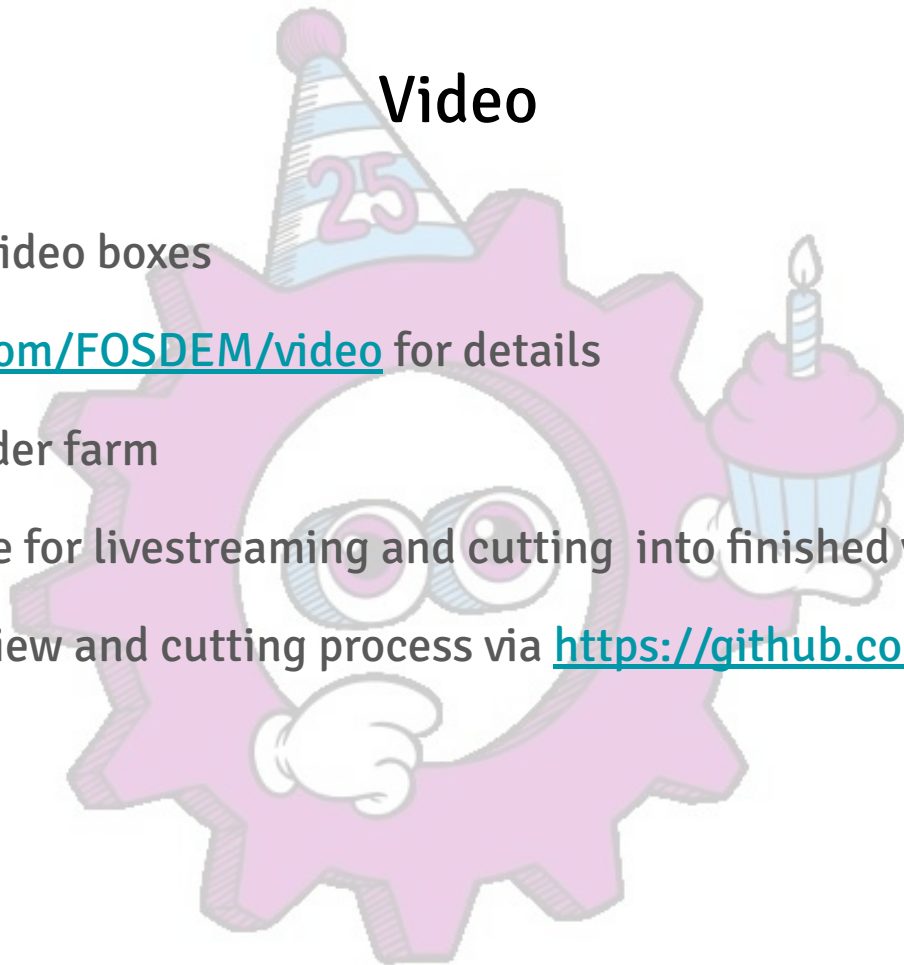 Video
25
video boxes
om/FOSDEM/video for details
der farm
e for livestreaming and cutting into finished
iew and cutting process via https://github.co